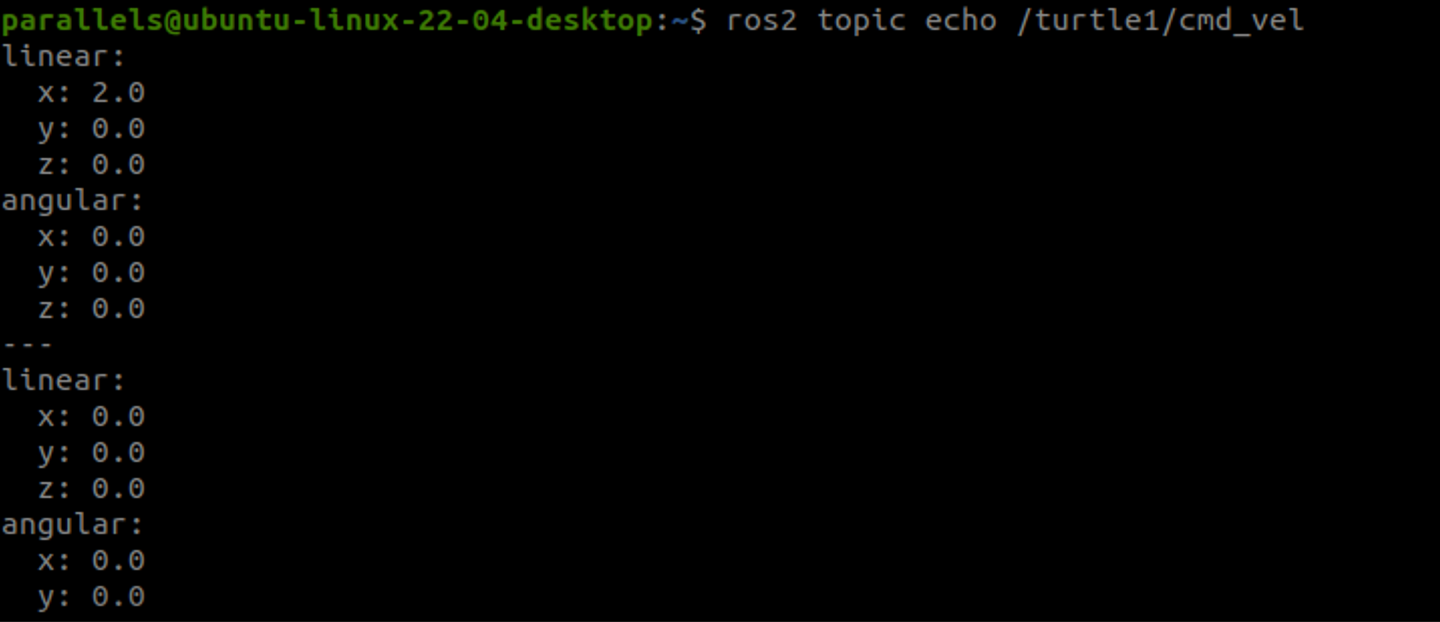 parallels@ubuntu-linux-22-04-desktop:~$ ros2 topic echo /turtle1/cmd_vel
linear:
  x: 2.0
  y: 0.0
  z: 0.0
angular:
  x: 0.0
  y: 0.0
  z: 0.0
---
linear:
  x: 0.0
  y: 0.0
  z: 0.0
angular:
  x: 0.0
  y: 0.0